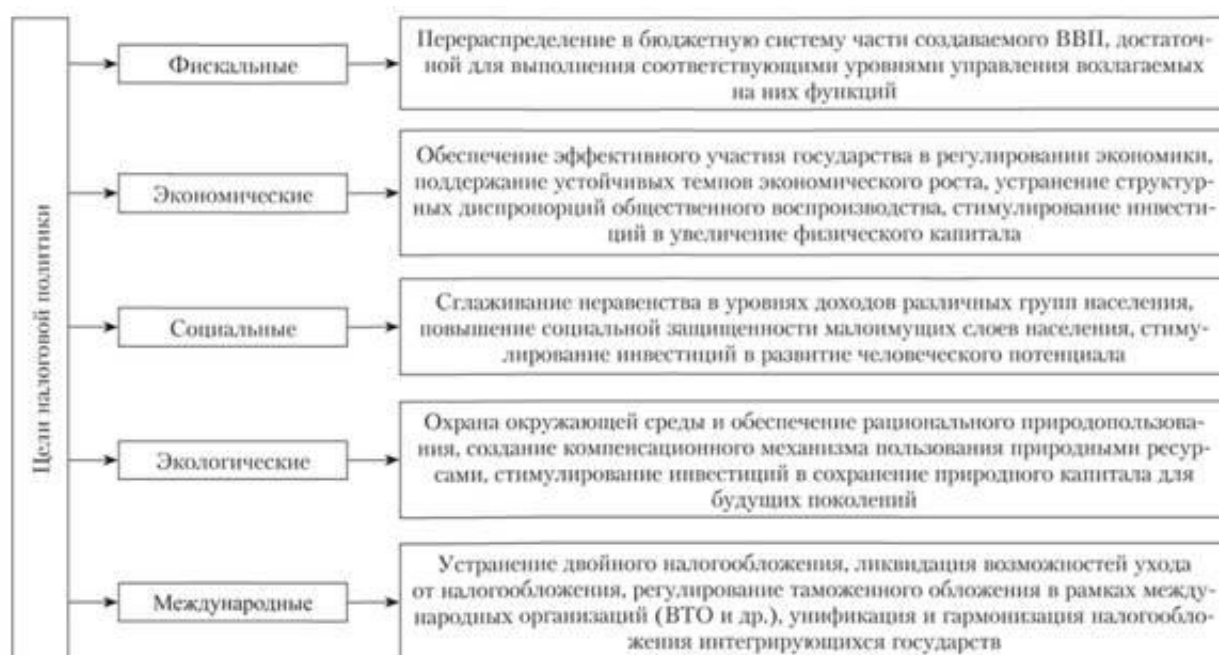 Цели налоговой политики
Фискальные
Перераспределение в бюджетную систему части создаваемого ВВП, достаточ-
ной для выполнения соответствующими уровнями управления возлагаемых
на них функций
Экономические
Обеспечение эффективного участия государства в регулировании экономики,
поддержание устойчивых темпов экономического роста, устранение структур-
ных диспропорций общественного воспроизводства, стимулирование инвести-
ций в увеличение физического капитала
Социальные
Сглаживание неравенства в уровнях доходов различных групп населения,
повышение социальной защищенности малоимущих слоев населения, стиму-
лирование инвестиций в развитие человеческого потенциала
Экологические
Охрана окружающей среды и обеспечение рационального природопользова-
ния, создание компенсационного механизма пользования природными ресур-
сами, стимулирование инвестиций в сохранение природного капитала для
будущих поколений
Международные
Устранение двойного налогообложения, ликвидация возможностей ухода
от налогообложения, регулирование таможенного обложения в рамках между-
народных организаций (ВТО и др.), унификация и гармонизация налогообло-
жения интегрирующихся государств